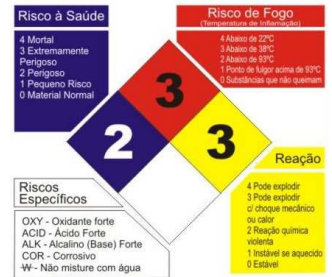 Risco à Saúde
4 Mortal
3 Extremamente
Perigoso
2 Perigoso
1 Pequeno Risco
0 Material Normal
Risco de Fogo
(Temperatura de Inflamação)
4 Abaixo de 22ºC
3 Abaixo de 38ºC
2 Abaixo de 93ºC
1 Ponto de fulgor acima de 93ºC
0 Substâncias que não queimam
3
2
3
Reação
4 Pode explodir
3 Pode explodir
c/ choque mecânico
ou calor
2 Reação química
violenta
1 Instável se aquecido
0 Estável
Riscos
Específicos
OXY - Oxidante forte
ACID - Ácido Forte
ALK - Alcalino (Base) Forte
COR - Corrosivo
W - Não misture com água